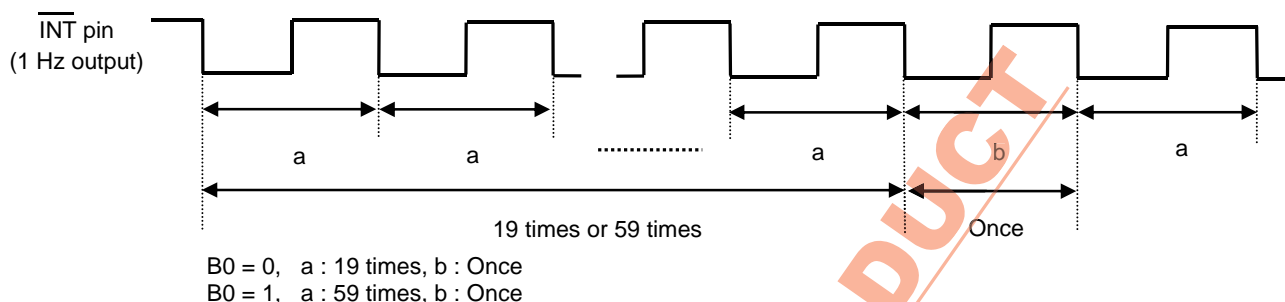 INT pin
(1 Hz output)
a a a b a
19 times or 59 times Once
B0 = 0, a : 19 times, b : Once
B0 = 1, a : 59 times, b : Once
DUCT